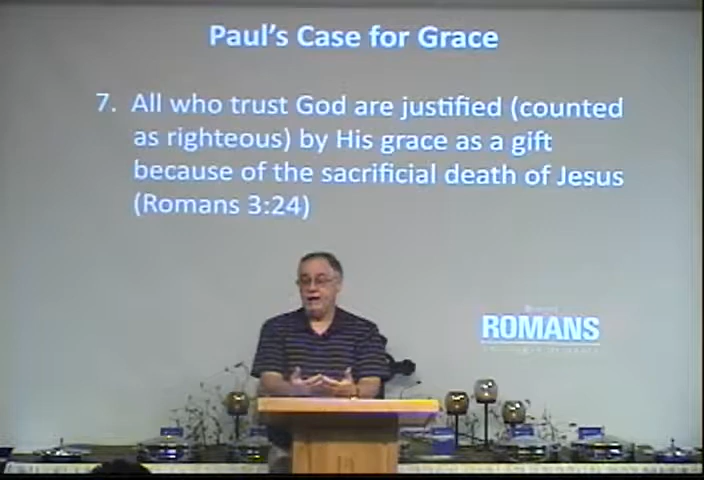 Paul's Case for Grace
7. All who trust God are justified (counted
as righteous) by His grace as a gift
because of the sacrificial death of Jesus
(Romans 3:24)
ROMANS